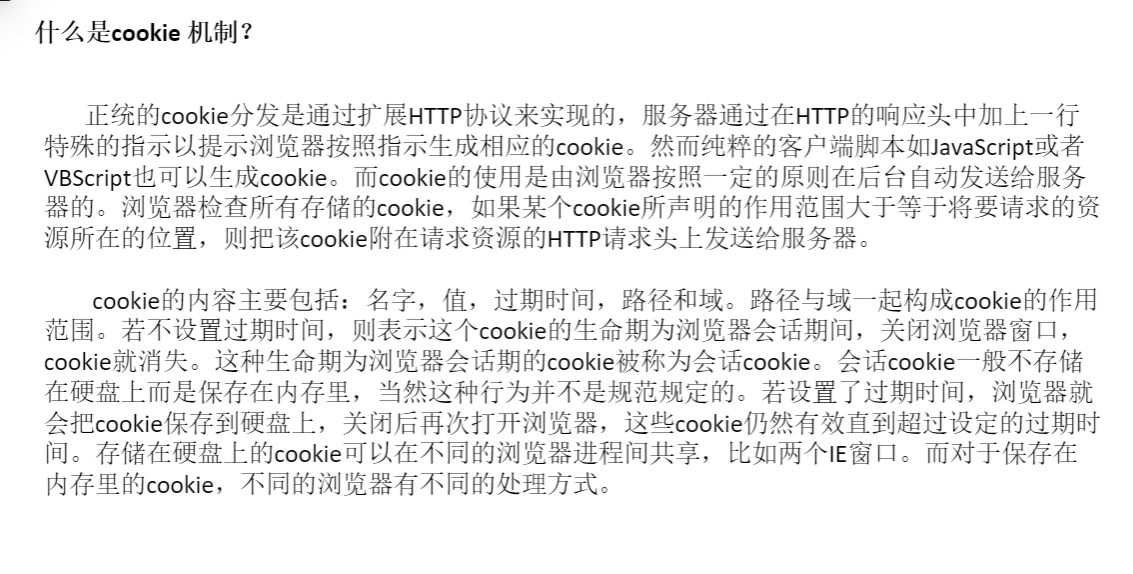 什么是cookie 机制？
正统的cookie分发是通过扩展HTTP协议来实现的，服务器通过在HTTP的响应头中加上一行
特殊的指示以提示浏览器按照指示生成相应的cookie。然而纯粹的客户端脚本如JavaScript或者
VBScript也可以生成cookie。而cookie的使用是由浏览器按照一定的原则在后台自动发送给服务
器的。浏览器检查所有存储的cookie，如果某个cookie所声明的作用范围大于等于将要请求的资
源所在的位置，则把该cookie附在请求资源的HTTP请求头上发送给服务器。
cookie的内容主要包括：名字，值，过期时间，路径和域。路径与域一起构成cookie的作用
范围。若不设置过期时间，则表示这个cookie的生命期为浏览器会话期间，关闭浏览器窗口，
cookie就消失。这种生命期为浏览器会话期的cookie被称为会话cookie。会话cookie一般不存储
在硬盘上而是保存在内存里，当然这种行为并不是规范规定的。若设置了过期时间，浏览器就
会把cookie保存到硬盘上，关闭后再次打开浏览器，这些cookie仍然有效直到超过设定的过期时
间。存储在硬盘上的cookie可以在不同的浏览器进程间共享，比如两个IE窗口。而对于保存在
内存里的cookie，不同的浏览器有不同的处理方式。